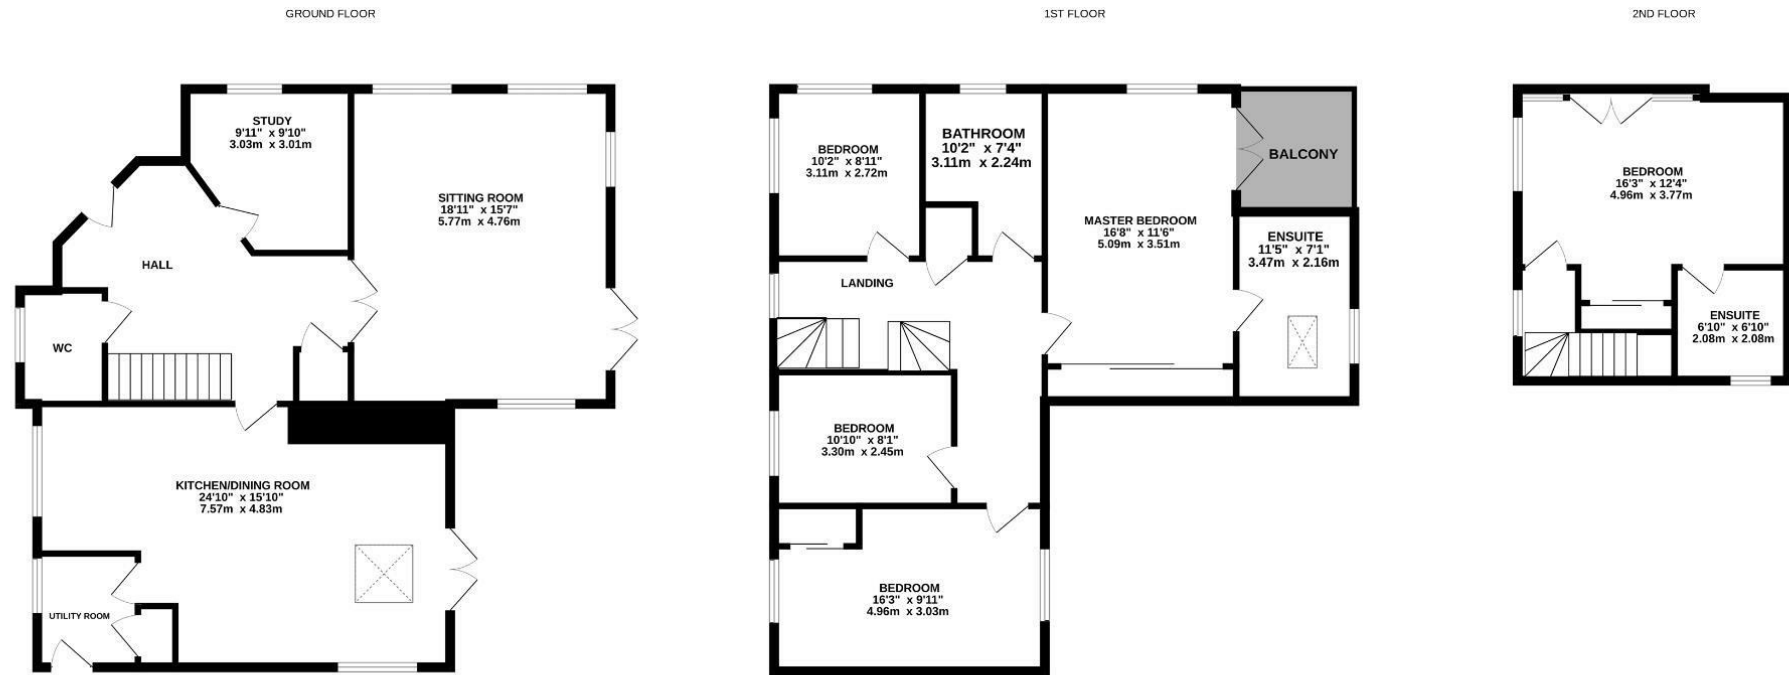 GROUND FLOOR
STUDY
9'11" x 9'10"
3.03m x 3.01m
SITTING ROOM
18'11" x 15'7"
5.77m x 4.76m
HALL
WC
KITCHEN/DINING ROOM
24'10" x 15'10"
7.57m x 4.83m
UTILITY ROOM
1ST FLOOR
BEDROOM
10'2" x 8'11"
3.11m x 2.72m
BATHROOM
10'2" x 7'4"
3.11m x 2.24m
BALCONY
MASTER BEDROOM
16'8" x 11'6"
5.09m x 3.51m
ENSUITE
11'5" x 7'1"
3.47m x 2.16m
LANDING
BEDROOM
10'10" x 8'1"
3.30m x 2.45m
BEDROOM
16'3" x 9'11"
4.96m x 3.03m
2ND FLOOR
BEDROOM
16'3" x 12'4"
4.96m x 3.77m
ENSUITE
6'10" x 6'10"
2.08m x 2.08m